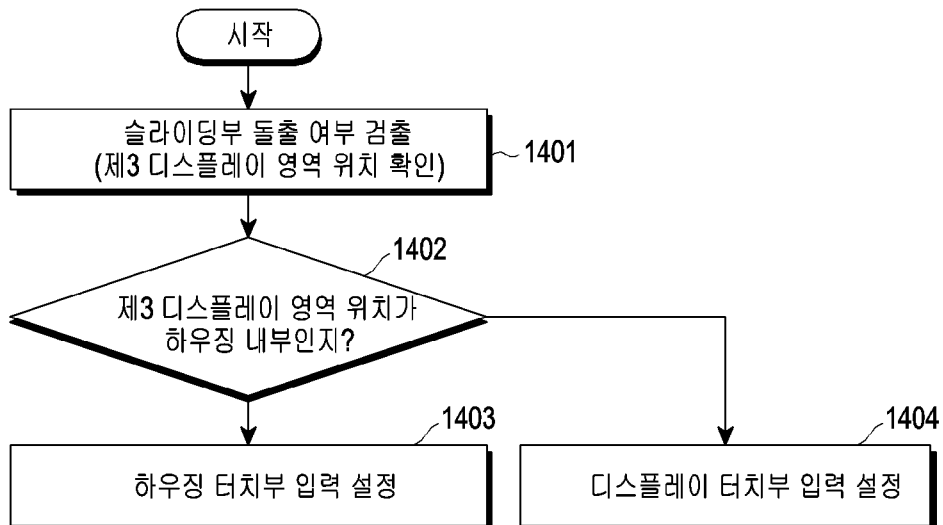 시작
슬라이딩부 돌출 여부 검출
(제3 디스플레이 영역 위치 확인)
1401
1402
제3 디스플레이 영역 위치가
하우징 내부인지?
1403
하우징 터치부 입력 설정
1404
디스플레이 터치부 입력 설정